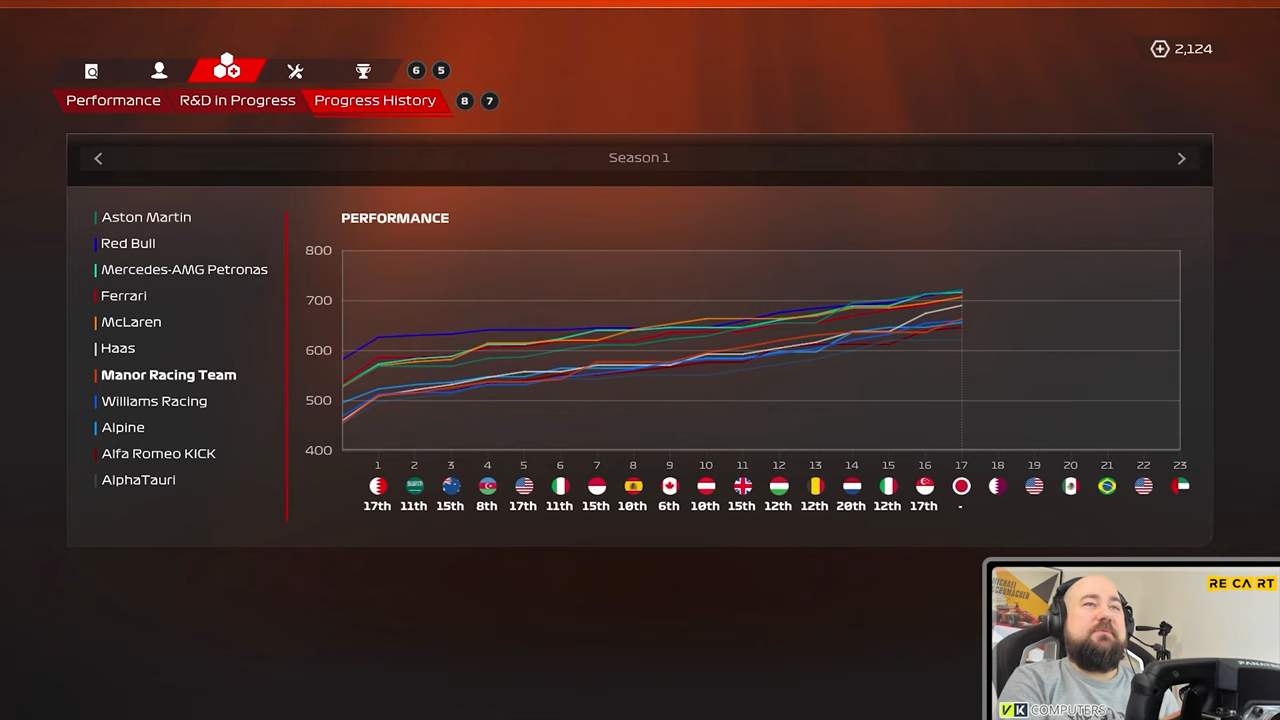 2,124
6 5
Performance R&D In Progress Progress History 8 7
Season 1
Aston Martin
Red Bull
Mercedes-AMG Petronas
Ferrari
McLaren
Haas
Manor Racing Team
Williams Racing
Alpine
Alfa Romeo KICK
AlphaTauri
PERFORMANCE
800
700
600
500
400
1 2 3 4 5 6 7 8 9 10 11 12 13 14 15 16 17 18 19 20 21 22 23
17th 11th 15th 8th 17th 11th 15th 10th 6th 10th 15th 12th 12th 20th 12th 17th -
RE CA RT
MICHAEL
SCHUMACHER
FANATEC
VK COMPUTERS